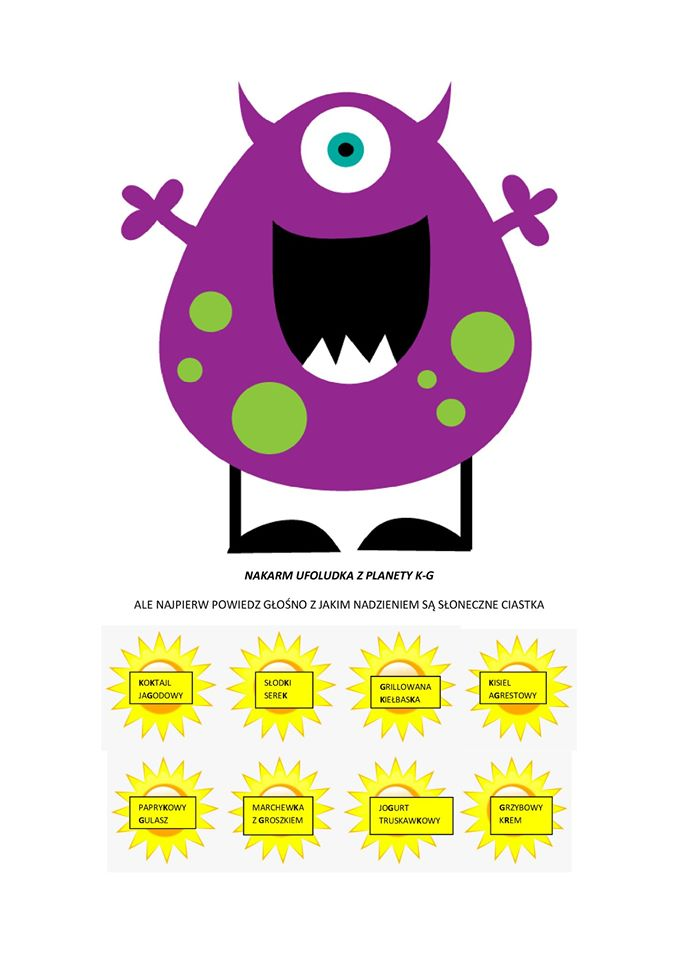 NAKARM UFOLUDKA Z PLANETY K-G
ALE NAJPIERW POWIEDZ GŁOŚNO Z JAKIM NADZIENIEM SĄ SŁONECZNE CIASTKA
KOKTAJL
JAGODOWY
SŁODKI
SEREK
GRILLOWANA
KIEŁBASKA
KISIEL
AGRESTOWY
PAPRYKOWY
GULASZ
MARCHEWKA
Z GROSZKIEM
JOGURT
TRUSKAWKOWY
GRZYBOWY
KREM